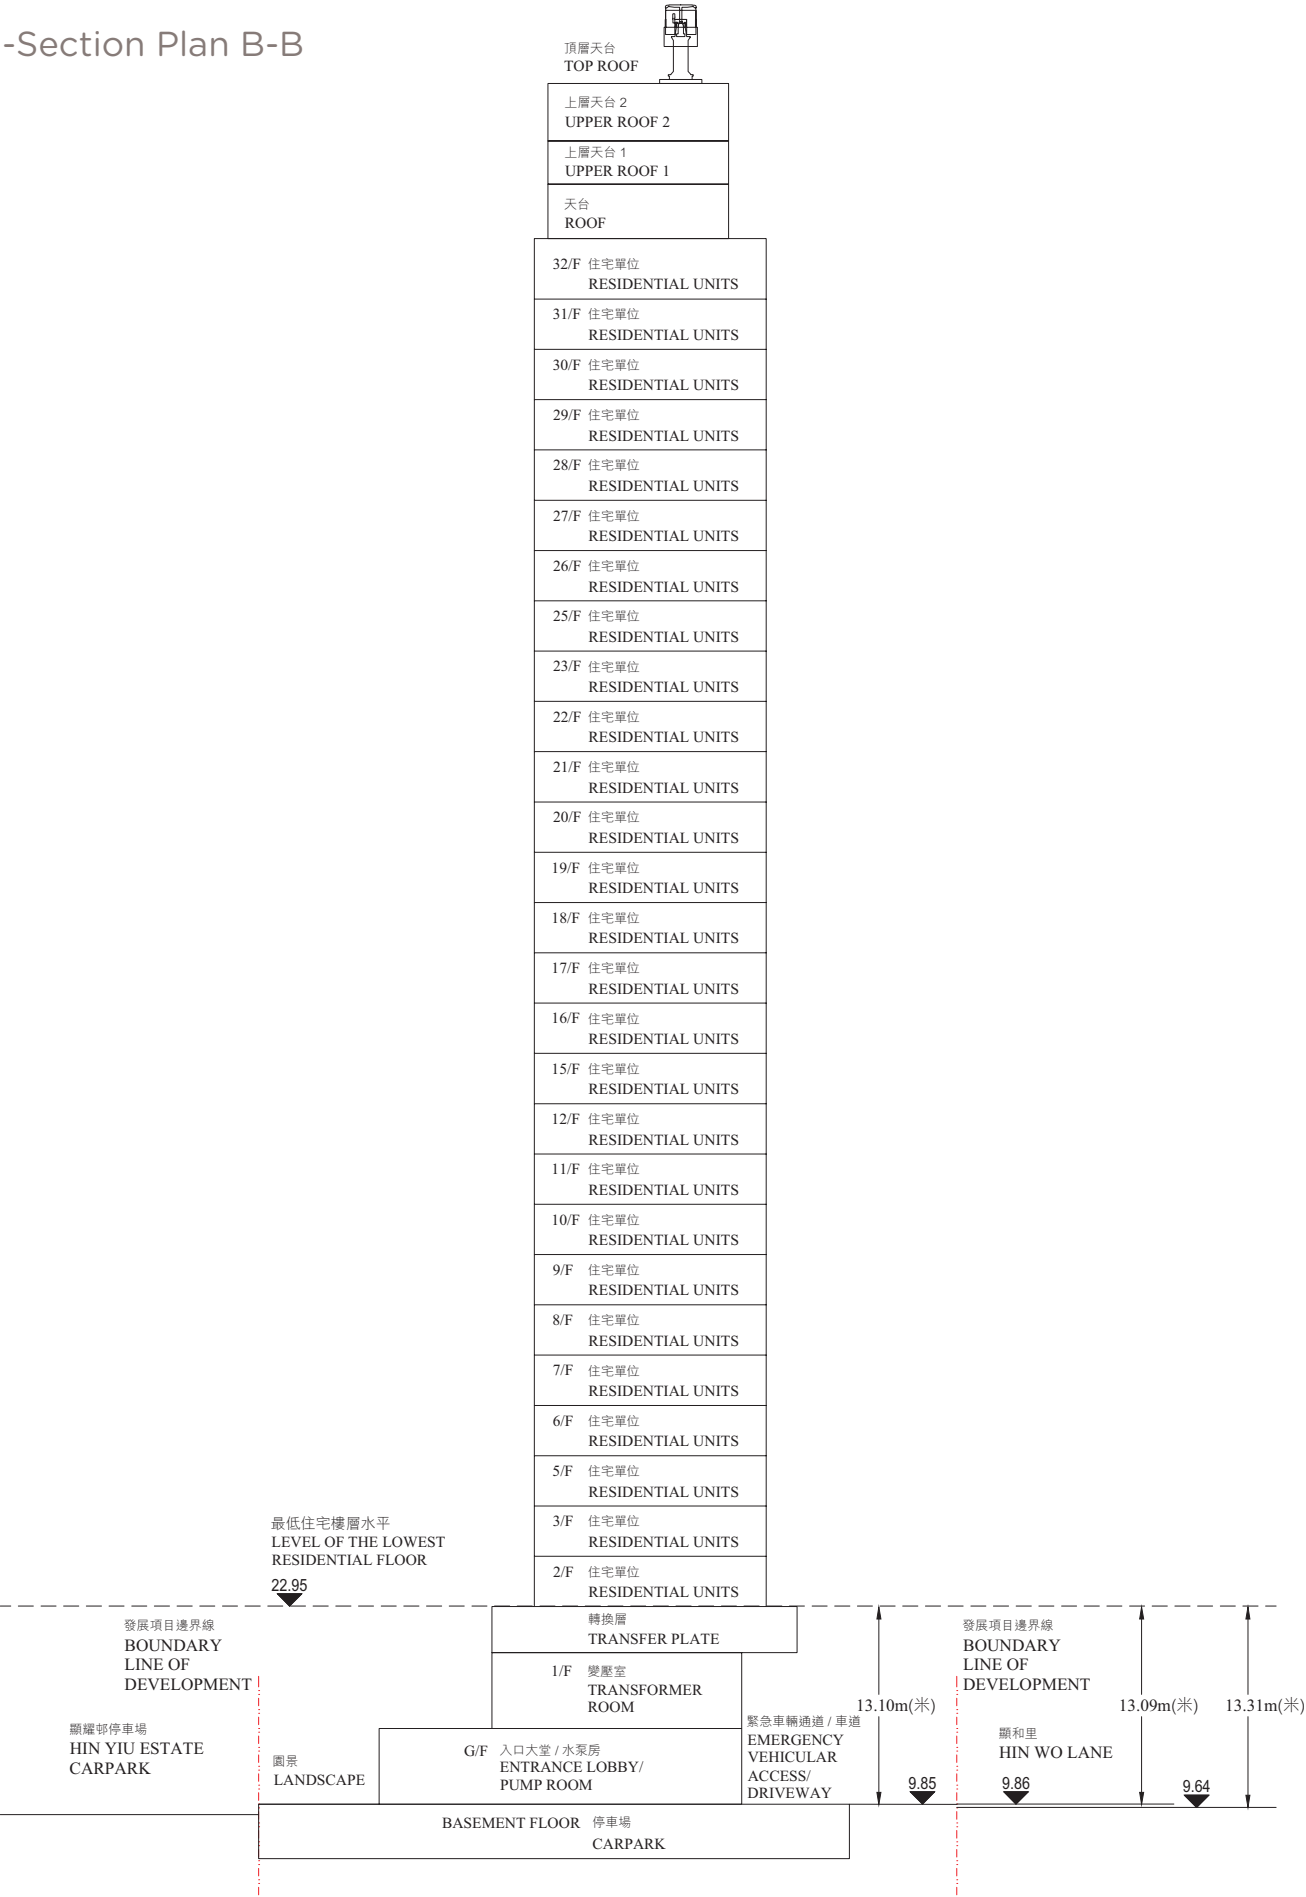 -Section Plan B-B
頂層天台
TOP ROOF
上層天台 2
UPPER ROOF 2
上層天台 1
UPPER ROOF 1
天台
ROOF
32/F 住宅單位
RESIDENTIAL UNITS
31/F 住宅單位
RESIDENTIAL UNITS
30/F 住宅單位
RESIDENTIAL UNITS
29/F 住宅單位
RESIDENTIAL UNITS
28/F 住宅單位
RESIDENTIAL UNITS
27/F 住宅單位
RESIDENTIAL UNITS
26/F 住宅單位
RESIDENTIAL UNITS
25/F 住宅單位
RESIDENTIAL UNITS
23/F 住宅單位
RESIDENTIAL UNITS
22/F 住宅單位
RESIDENTIAL UNITS
21/F 住宅單位
RESIDENTIAL UNITS
20/F 住宅單位
RESIDENTIAL UNITS
19/F 住宅單位
RESIDENTIAL UNITS
18/F 住宅單位
RESIDENTIAL UNITS
17/F 住宅單位
RESIDENTIAL UNITS
16/F 住宅單位
RESIDENTIAL UNITS
15/F 住宅單位
RESIDENTIAL UNITS
12/F 住宅單位
RESIDENTIAL UNITS
11/F 住宅單位
RESIDENTIAL UNITS
10/F 住宅單位
RESIDENTIAL UNITS
9/F 住宅單位
RESIDENTIAL UNITS
8/F 住宅單位
RESIDENTIAL UNITS
7/F 住宅單位
RESIDENTIAL UNITS
6/F 住宅單位
RESIDENTIAL UNITS
5/F 住宅單位
RESIDENTIAL UNITS
3/F 住宅單位
RESIDENTIAL UNITS
2/F 住宅單位
RESIDENTIAL UNITS
最低住宅樓層水平
LEVEL OF THE LOWEST
RESIDENTIAL FLOOR
22.95
發展項目邊界線
BOUNDARY
LINE OF
DEVELOPMENT
轉換層
TRANSFER PLATE
1/F 變壓室
TRANSFORMER
ROOM
發展項目邊界線
BOUNDARY
LINE OF
DEVELOPMENT
13.10m(米)
13.09m(米)
13.31m(米)
顯耀邨停車場
HIN YIU ESTATE
CARPARK
園景
LANDSCAPE
G/F 入口大堂 / 水泵房
ENTRANCE LOBBY/
PUMP ROOM
緊急車輛通道 / 車道
EMERGENCY
VEHICULAR
ACCESS/
DRIVEWAY
顯和里
HIN WO LANE
9.85
9.86
9.64
BASEMENT FLOOR 停車場
CARPARK